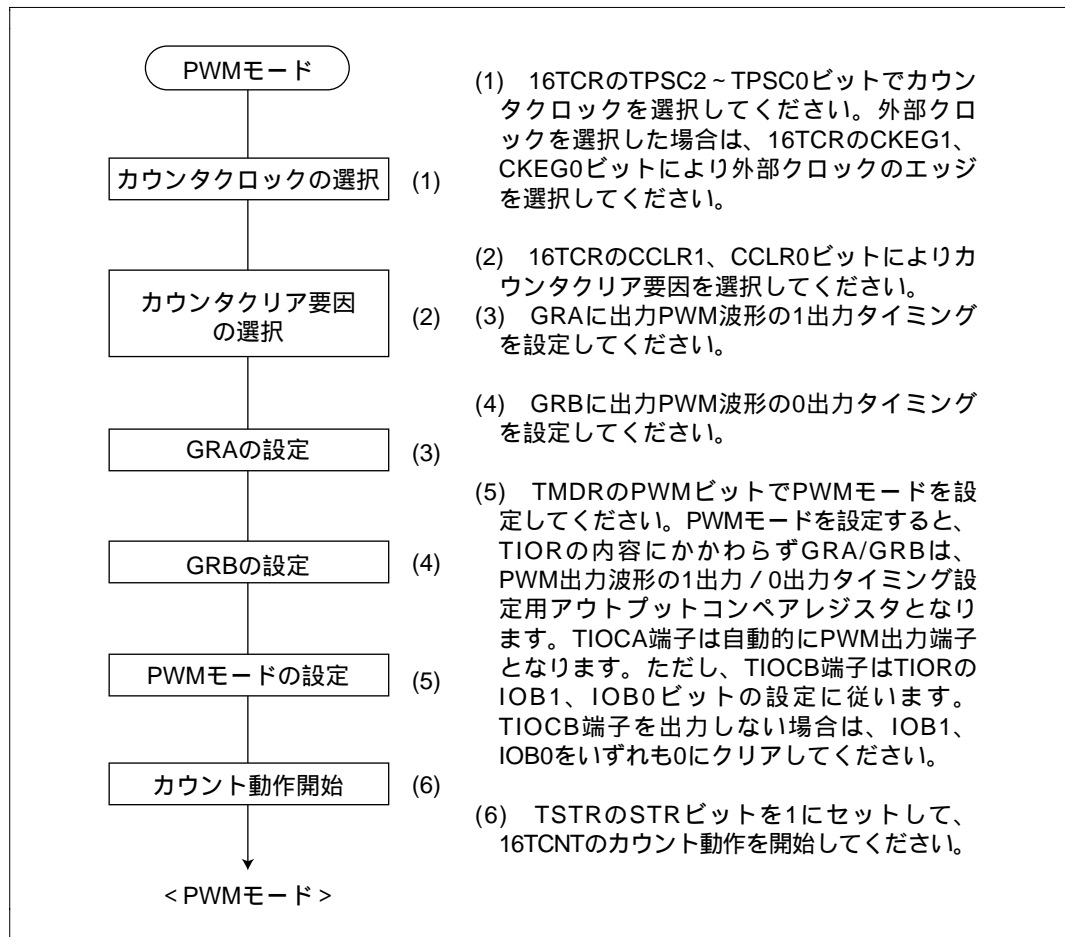 PWMモード
カウンタクロックの選択 (1)
カウンタクリア要因
の選択 (2)
GRAの設定 (3)
GRBの設定 (4)
PWMモードの設定 (5)
カウント動作開始 (6)
<PWMモード>
(1) 16TCRのTPSC2~TPSC0ビットでカウン
タクロックを選択してください。外部クロ
ックを選択した場合は、16TCRのCKEG1、
CKEG0ビットにより外部クロックのエッジ
を選択してください。
(2) 16TCRのCCLR1、CCLR0ビットによりカ
ウンタクリア要因を選択してください。
(3) GRAに出力PWM波形の1出力タイミング
を設定してください。
(4) GRBに出力PWM波形の0出力タイミング
を設定してください。
(5) TMDRのPWMビットでPWMモードを設
定してください。PWMモードを設定すると、
TIORの内容にかかわらずGRA/GRBは、
PWM出力波形の1出力/0出力タイミング設
定用アウトプットコンペアレジスタとなり
ます。TIOCA端子は自動的にPWM出力端子
となります。ただし、TIOCB端子はTIORの
IOB1、IOB0ビットの設定に従います。
TIOCB端子を出力しない場合は、IOB1、
IOB0をいずれも0にクリアしてください。
(6) TSTRのSTRビットを1にセットして、
16TCNTのカウント動作を開始してください。